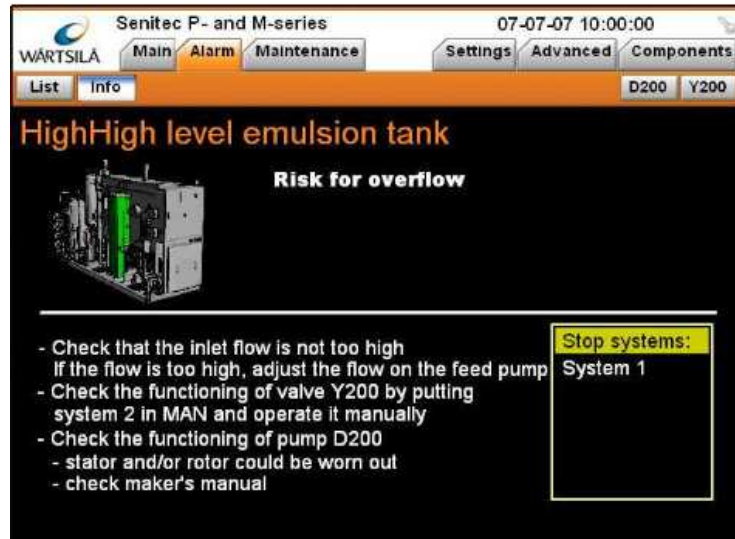 Senitec P- and M-series
07-07-07 10:00:00
WÄRTSILÄ
Main Alarm Maintenance Settings Advanced Components
List Info D200 Y200
HighHigh level emulsion tank
Risk for overflow
- Check that the inlet flow is not too high
If the flow is too high, adjust the flow on the feed pump
- Check the functioning of valve Y200 by putting
system 2 in MAN and operate it manually
- Check the functioning of pump D200
- stator and/or rotor could be worn out
- check maker's manual
Stop systems:
System 1